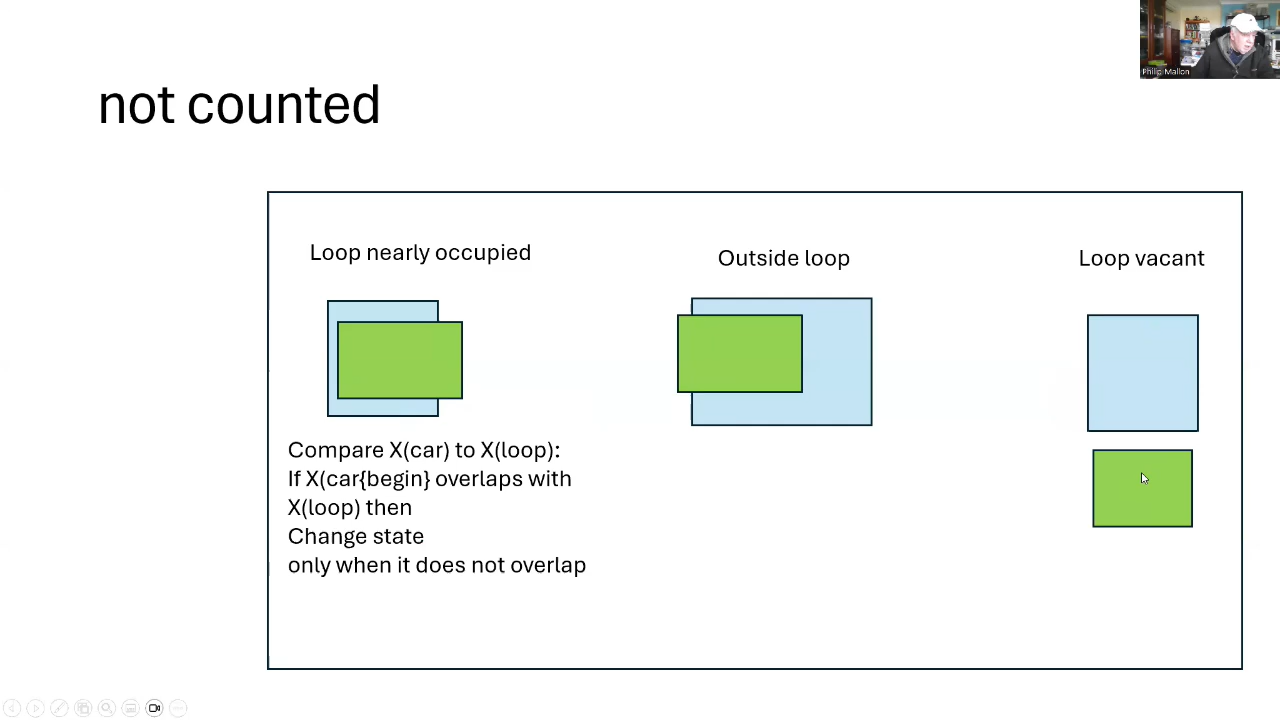 Philip Mallon
not counted
Loop nearly occupied
Outside loop
Loop vacant
Compare X(car) to X(loop):
If X(car{begin} overlaps with
X(loop) then
Change state
only when it does not overlap